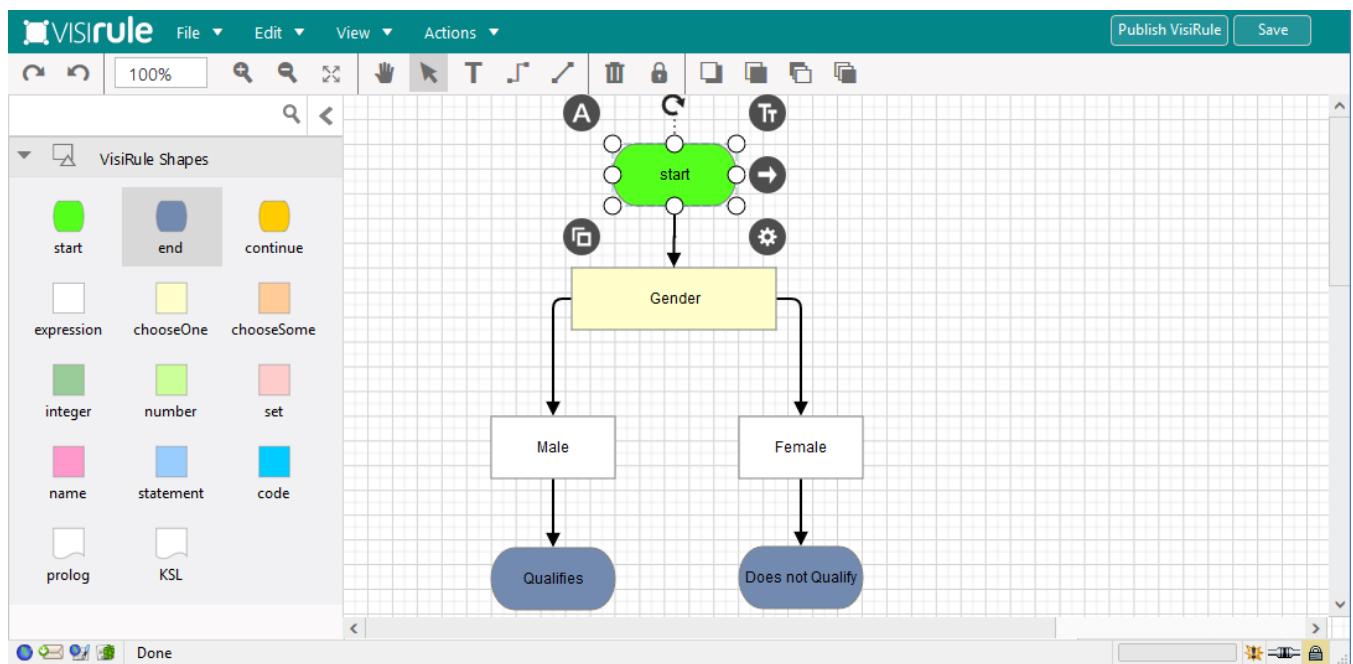 VISIrule File Edit View Actions Publish VisiRule Save
100% T
A Tт
VisiRule Shapes
start
start end continue
Gender
expression chooseOne chooseSome
integer number set
Male Female
name statement code
prolog KSL
Qualifies Does not Qualify
Done